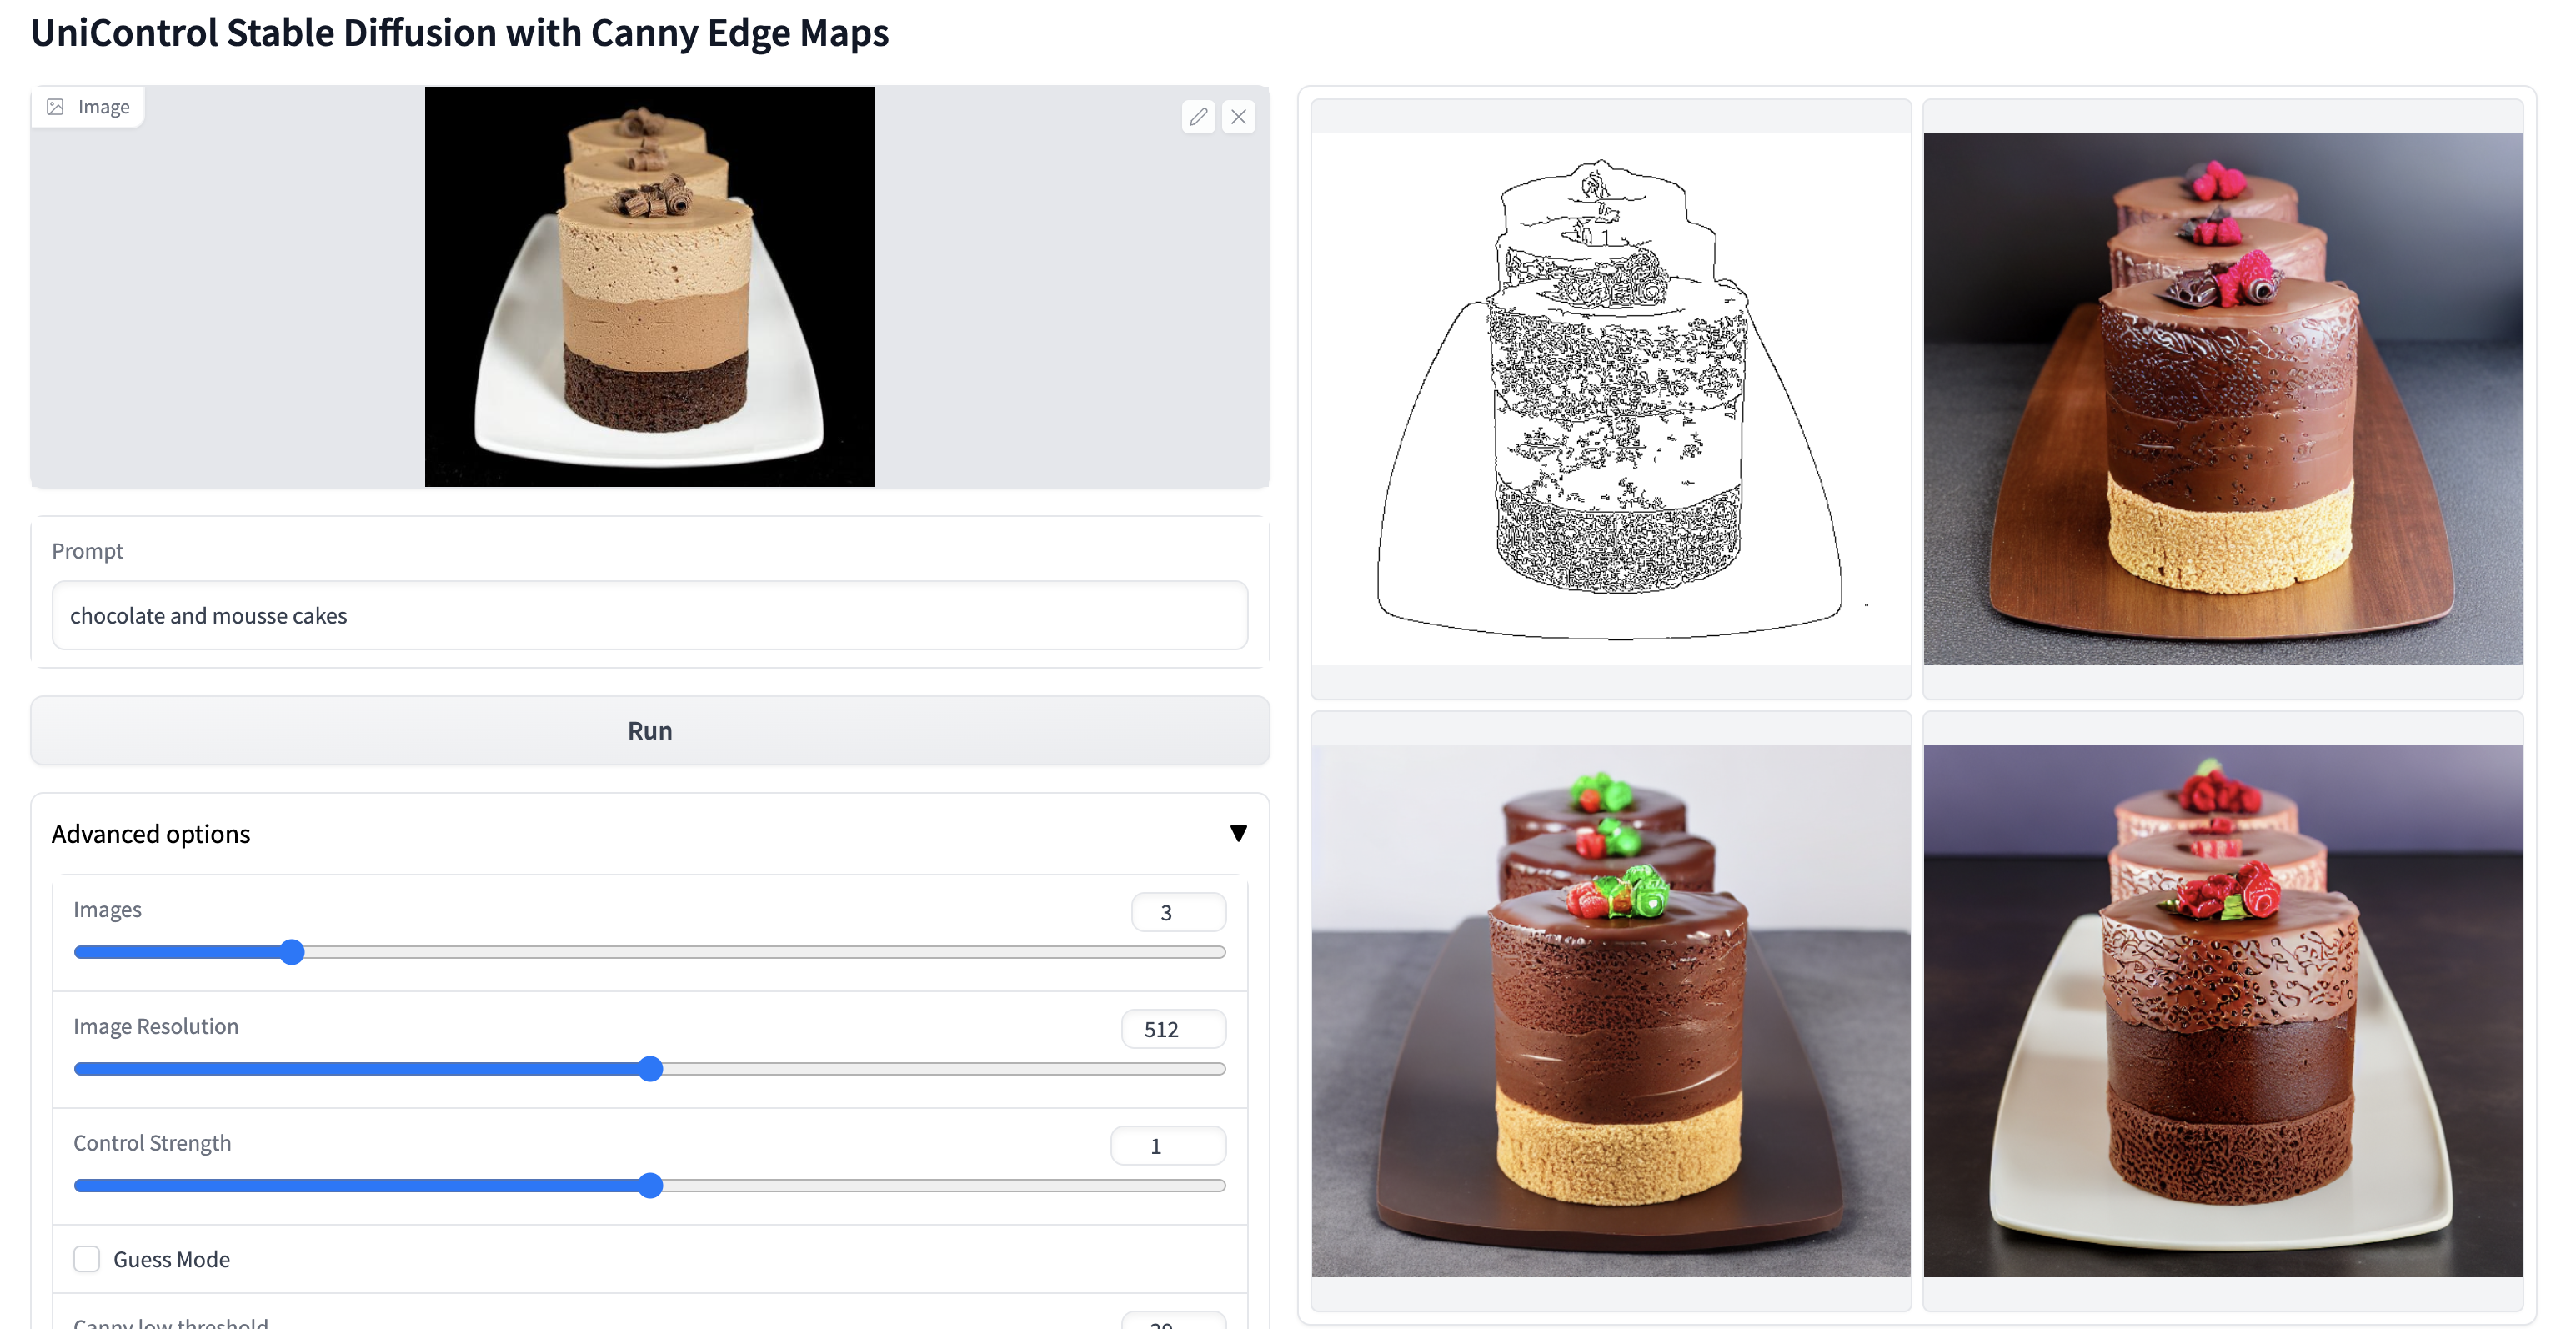 UniControl Stable Diffusion with Canny Edge Maps
Image
Prompt
chocolate and mousse cakes
Run
Advanced options
Images
3
Image Resolution
512
Control Strength
1
Guess Mode
Canny low threshold